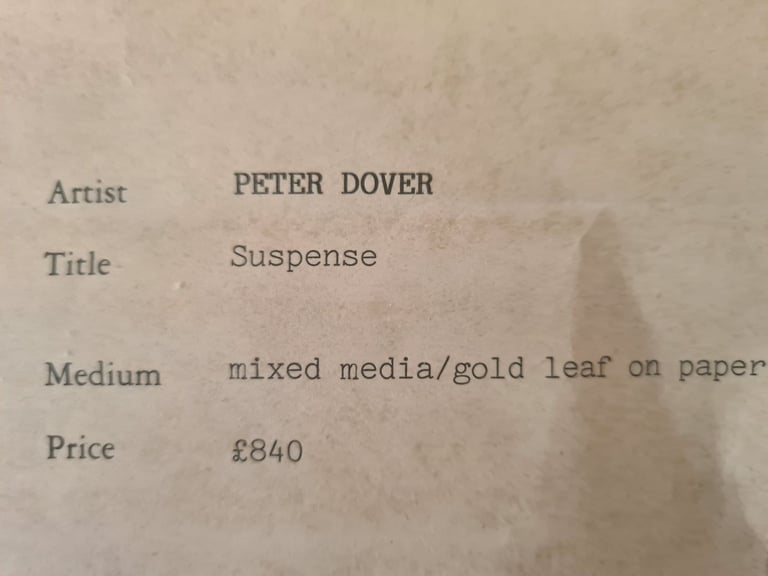 Artist PETER DOVER
Title Suspense
Medium mixed media/gold leaf on paper
Price £840